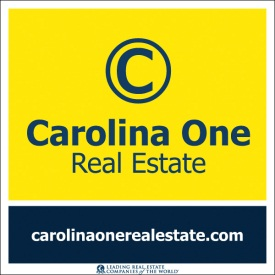 ©
Carolina One
Real Estate
carolinaonerealestate.com
LEADING REAL ESTATE
COMPANIES OF THE WORLD